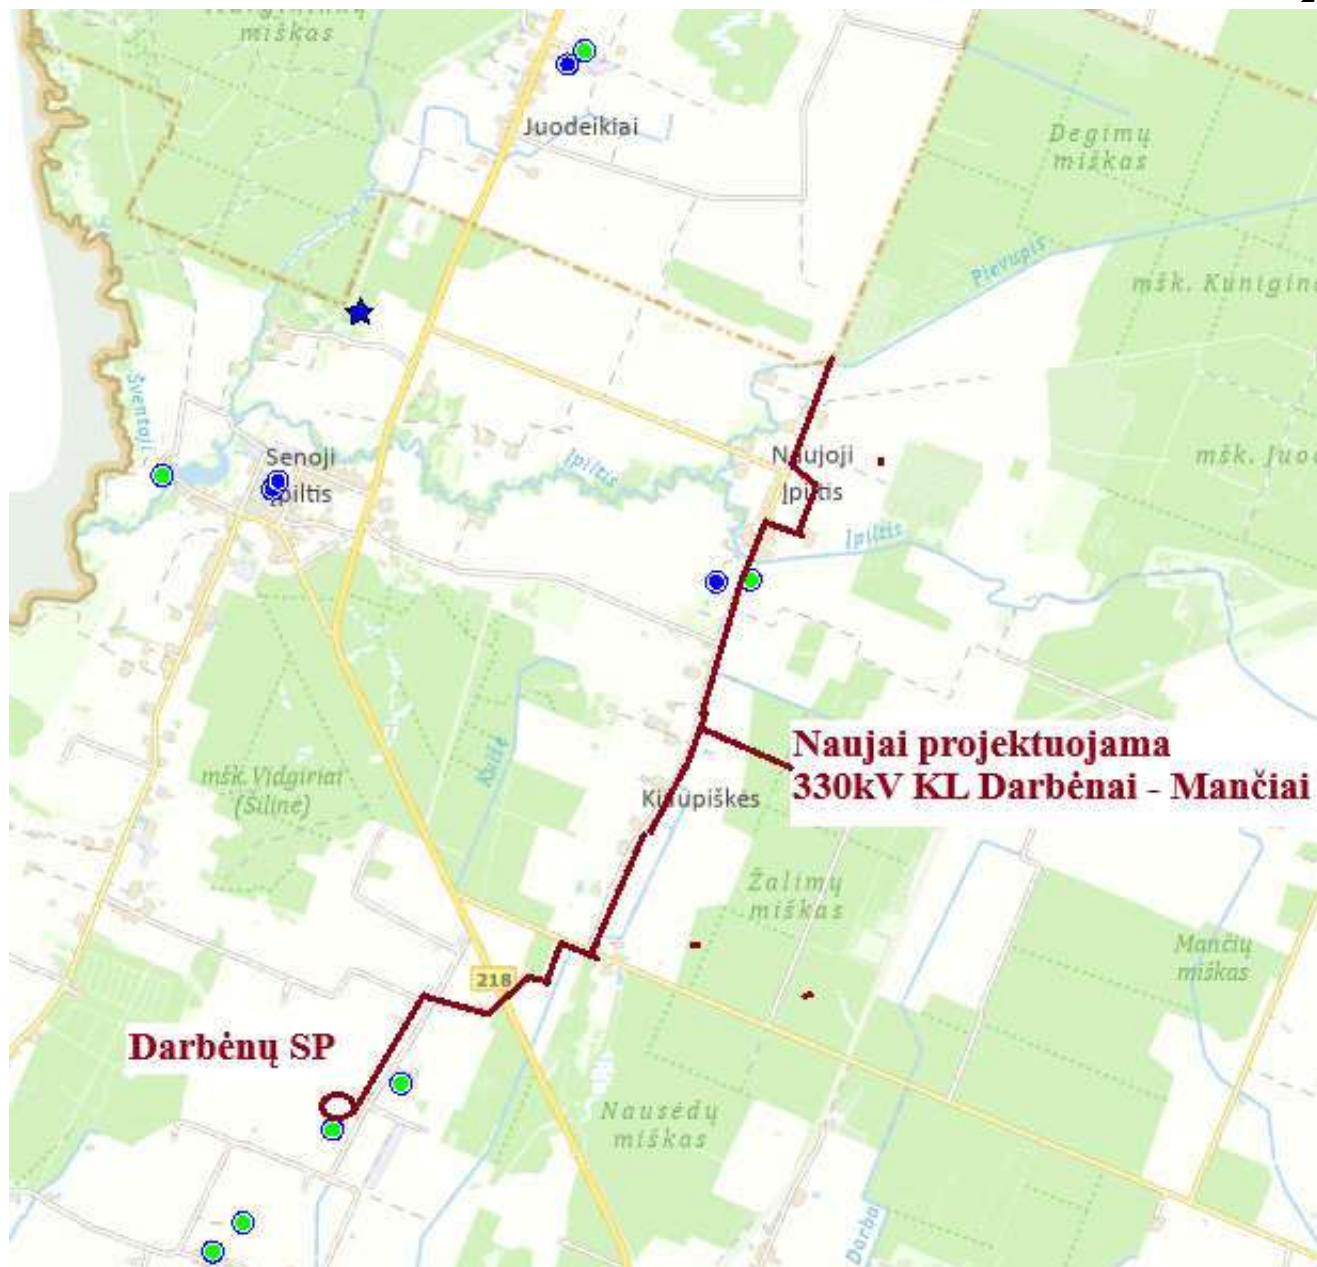 miškas
Juodeikiai
Degimų
miškas
Pievupis
mšk. Kunigin
Šventoji
Senoji
Įpiltis
Įpiltis
Naujoji
Įpiltis
mšk. Juo
Įpiltis
Kulšė
Naujai projektuojama
330kV KL Darbėnai - Mančiai
mšk. Vidgiriai
(Šilinė)
Kiaupiškės
Žalimų
miškas
Mančių
miškas
218
Darbėnų SP
Nausėdų
miškas
Darba